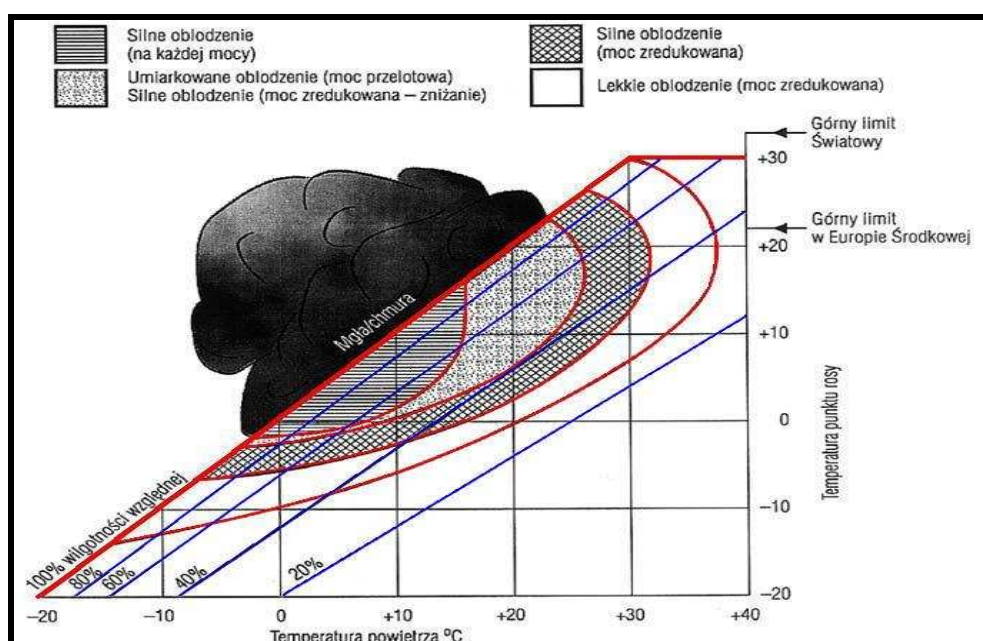 Silne oblodzenie
(na każdej mocy)
Umiarkowane oblodzenie (moc przelotowa)
Silne oblodzenie (moc zredukowana – zniżanie)
Silne oblodzenie
(moc zredukowana)
Lekkie oblodzenie (moc zredukowana)
Górny limit
Światowy
+30
Górny limit
w Europie Środkowej
+20
Mgła/chmura
+10
0
Temperatura punktu rosy
–10
100% wilgotności względnej
80%
60%
40%
20%
–20
–20
–10
0
+10
+20
+30
+40
Temperatura powietrza °C